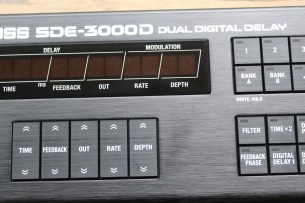 OSS SDE-3000D DUAL DIGITAL DELAY
DELAY MODULATION
TIME ms FEEDBACK OUT RATE DEPTH
1 2
BANK A BANK B
WRITE HOLD
TIME FEEDBACK OUT RATE DEPTH
FILTER TIME×2
FEEDBACK PHASE DIGITAL DELAY 1